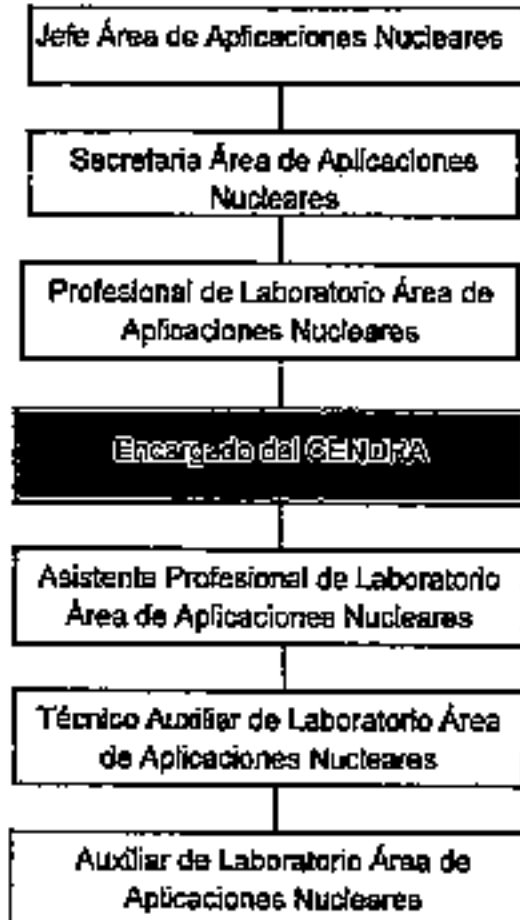 Jefe Área de Aplicaciones Nucleares
Secretaria Área de Aplicaciones
Nucleares
Profesional de Laboratorio Área de
Aplicaciones Nucleares
Encargado del CENDRA
Asistente Profesional de Laboratorio
Área de Aplicaciones Nucleares
Técnico Auxiliar de Laboratorio Área
de Aplicaciones Nucleares
Auxiliar de Laboratorio Área de
Aplicaciones Nucleares